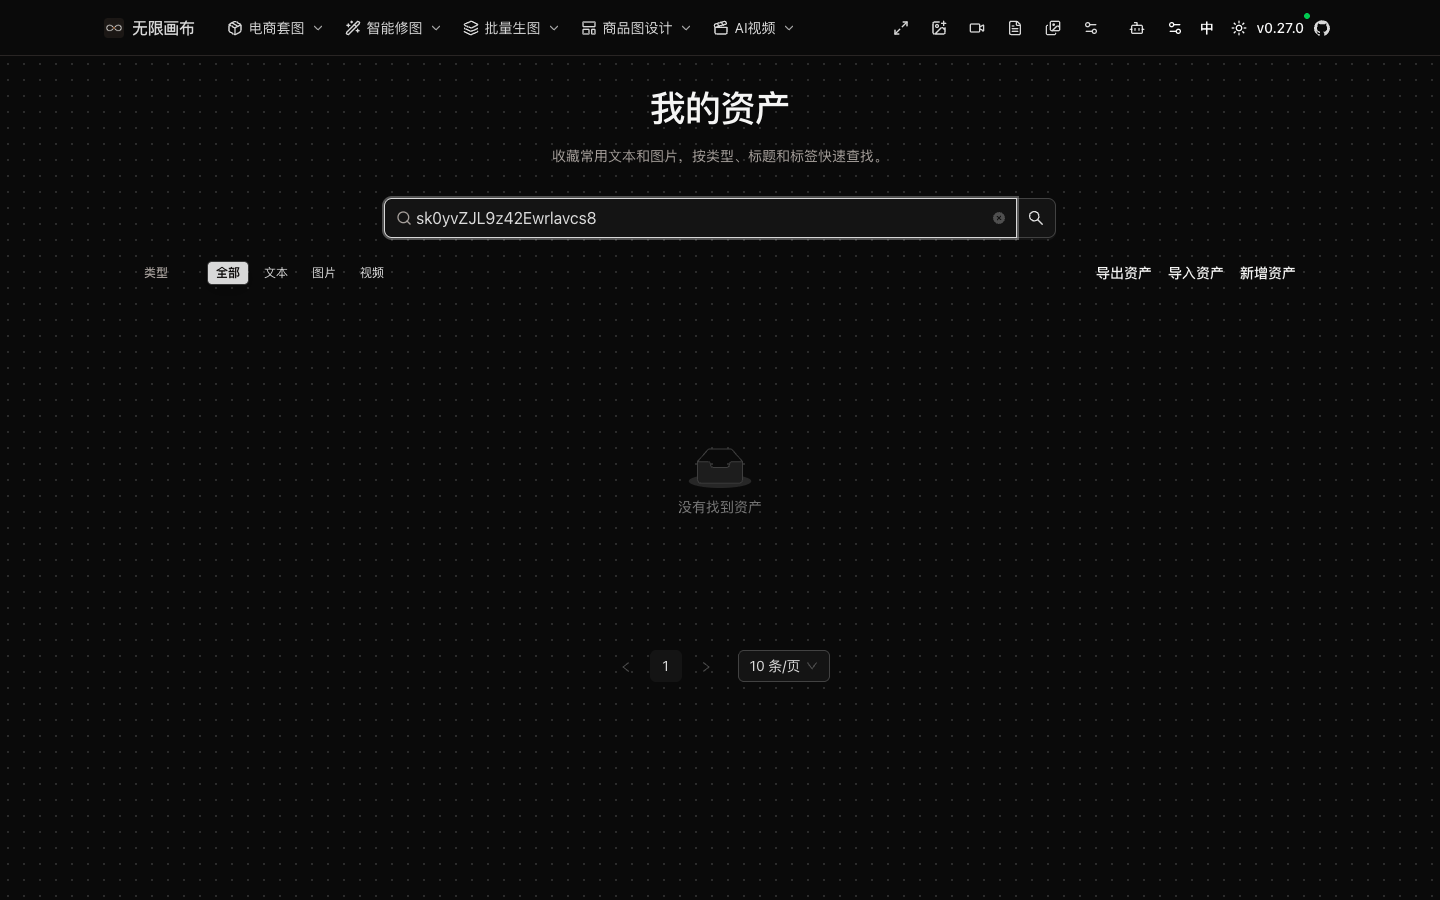 无限画布 电商套图 智能修图 批量生图 商品图设计 AI视频 中 v0.27.0
我的资产
收藏常用文本和图片，按类型、标题和标签快速查找。
sk0yvZJL9z42Ewrlavcs8
类型 全部 文本 图片 视频 导出资产 导入资产 新增资产
没有找到资产
1 10 条/页